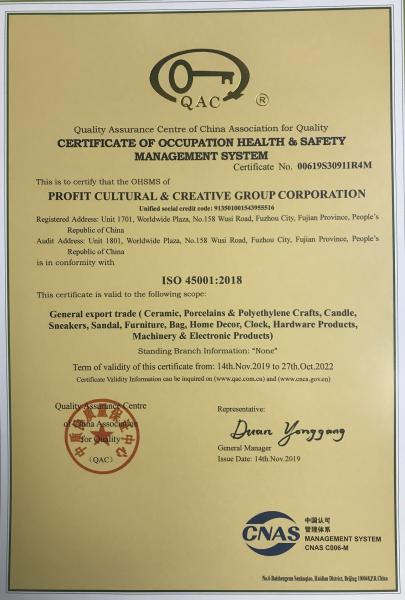 QAC ®
Quality Assurance Centre of China Association for Quality
CERTIFICATE OF OCCUPATION HEALTH & SAFETY
MANAGEMENT SYSTEM
Certificate No. 00619S30911R4M
This is to certify that the OHSMS of
PROFIT CULTURAL & CREATIVE GROUP CORPORATION
Unified social credit code: 913501001543955516
Registered Address: Unit 1701, Worldwide Plaza, No.158 Wusi Road, Fuzhou City, Fujian Province, People's
Republic of China
Audit Address: Unit 1801, Worldwide Plaza, No.158 Wusi Road, Fuzhou City, Fujian Province, People's
Republic of China
is in conformity with
ISO 45001:2018
This certificate is valid to the following scope:
General export trade ( Ceramic, Porcelains & Polyethylene Crafts, Candle,
Sneakers, Sandal, Furniture, Bag, Home Decor, Clock, Hardware Products,
Machinery & Electronic Products)
Standing Branch Information: "None"
Term of validity of this certificate from: 14th.Nov.2019 to 27th.Oct.2022
Certificate Validity Information can be inquired on (www.qac.com.cn) and (www.cnca.gov.cn)
Quality Assurance Centre
of China Association
for Quality
(QAC)
Representative:
Duan Yonggang
General Manager
Issue Date: 14th.Nov.2019
CNAS
中国认可
管理体系
MANAGEMENT SYSTEM
CNAS C006-M
Haidian District, Beijing 100048,P.R.China